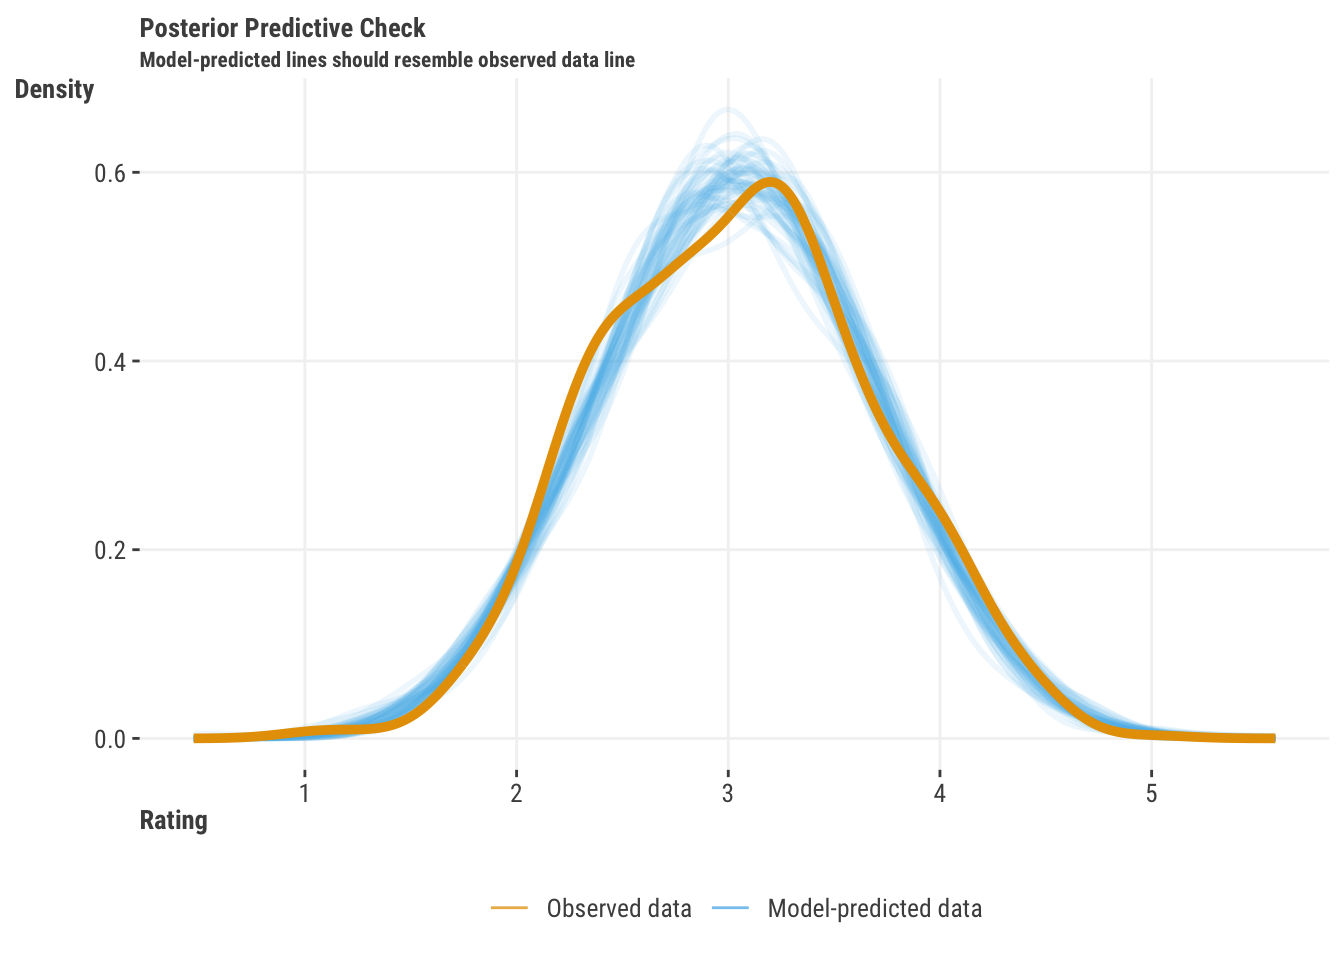 Posterior Predictive Check
Model-predicted lines should resemble observed data line
Density
0.6
0.4
0.2
0.0
1 2 3 4 5
Rating
Observed data Model-predicted data